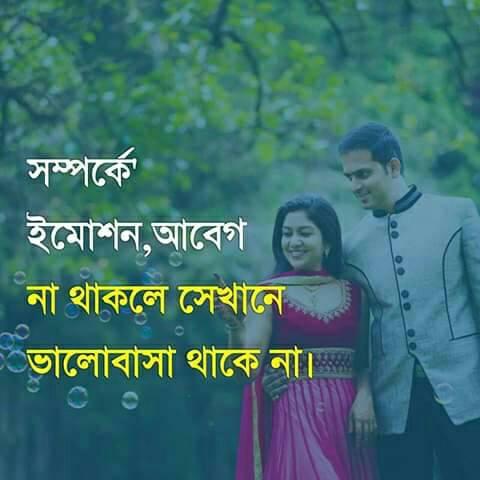 সম্পর্কে'
ইমোশন,আবেগ
না থাকলে সেখানে
ভালোবাসা থাকে না।